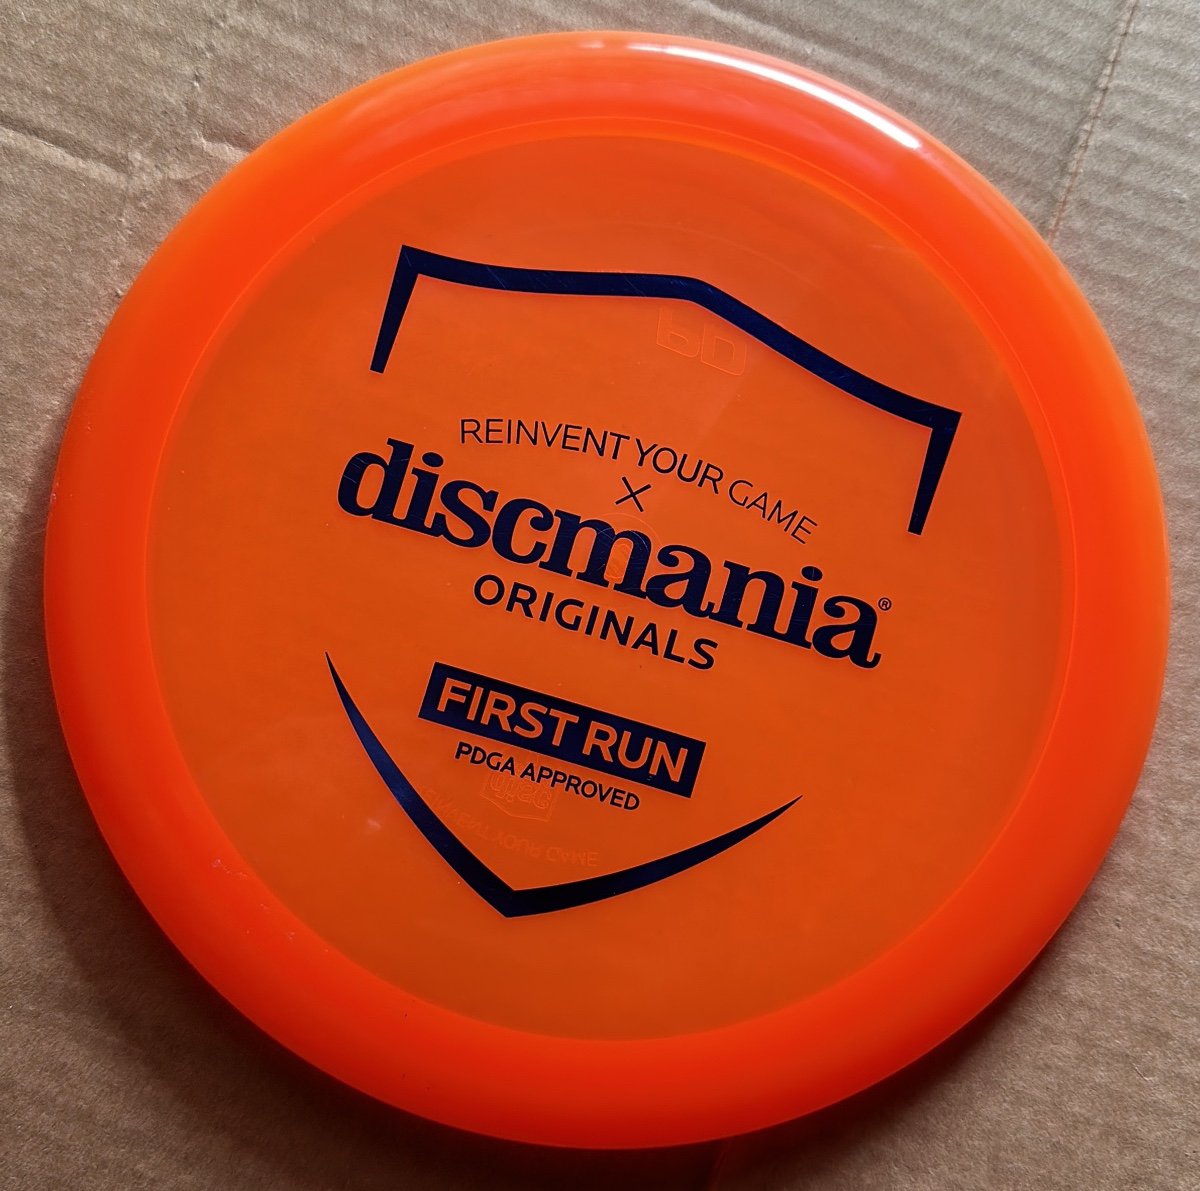 REINVENT YOUR GAME
X
discmania®
ORIGINALS
FIRST RUN
PDGA APPROVED